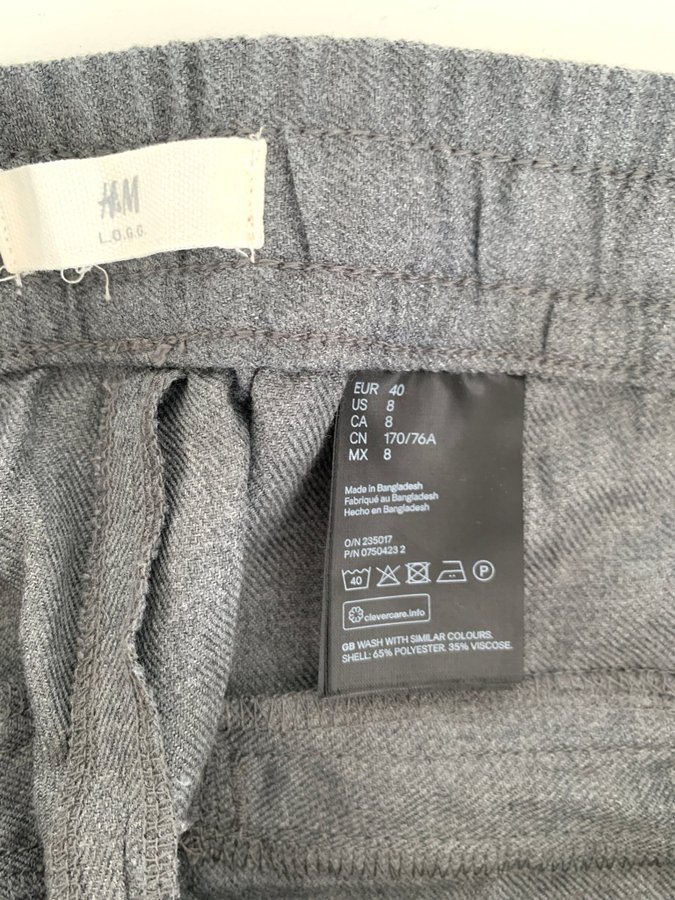 H&M
L.O.G.G.
EUR 40
US 8
CA 8
CN 170/76A
MX 8
Made in Bangladesh
Fabriqué au Bangladesh
Hecho en Bangladesh
O/N 235017
P/N 0750423 2
40 P
clevercare.info
GB WASH WITH SIMILAR COLOURS.
SHELL: 65% POLYESTER. 35% VISCOSE.